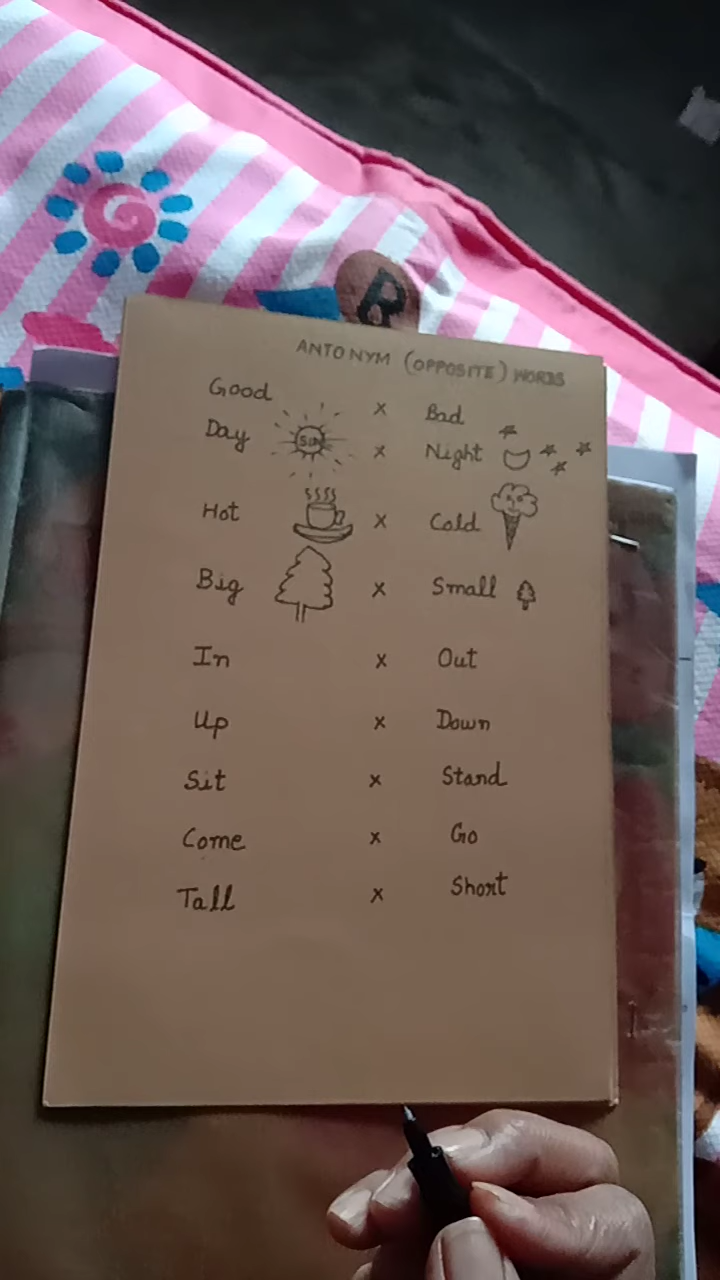 R
ANTONYM (OPPOSITE) WORDS
Good x Bad
Day SUN x Night
Hot x Cold
Big x Small
In x Out
Up x Down
Sit x Stand
Come x Go
Tall x Short